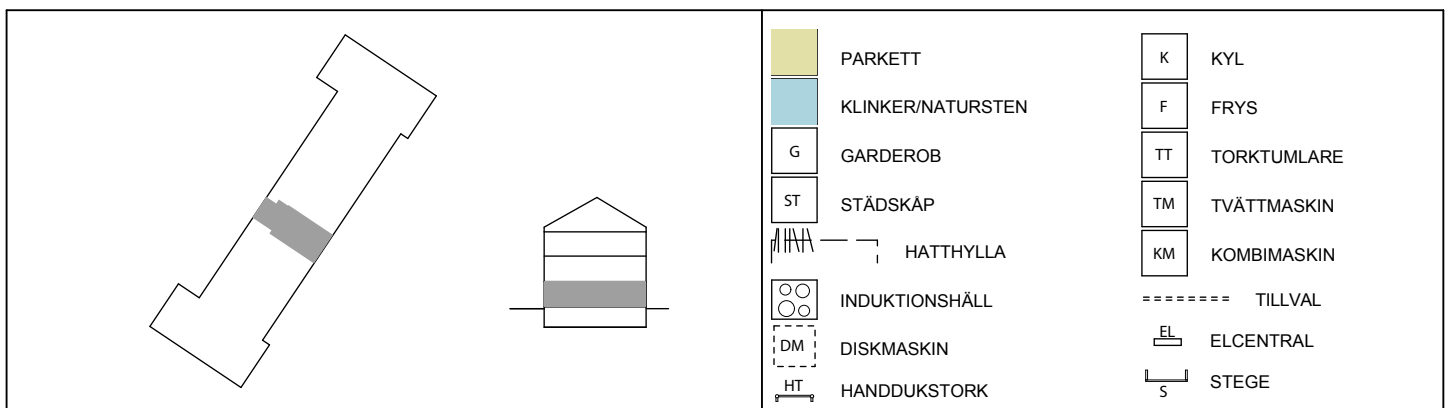 PARKETT
KLINKER/NATURSTEN
G GARDEROB
ST STÄDSKÅP
HATTHYLLA
INDUKTIONSHÄLL
DM DISKMASKIN
HT HANDDUKSTORK
K KYL
F FRYS
TT TORKTUMLARE
TM TVÄTTMASKIN
KM KOMBIMASKIN
TILLVAL
EL ELCENTRAL
S STEGE